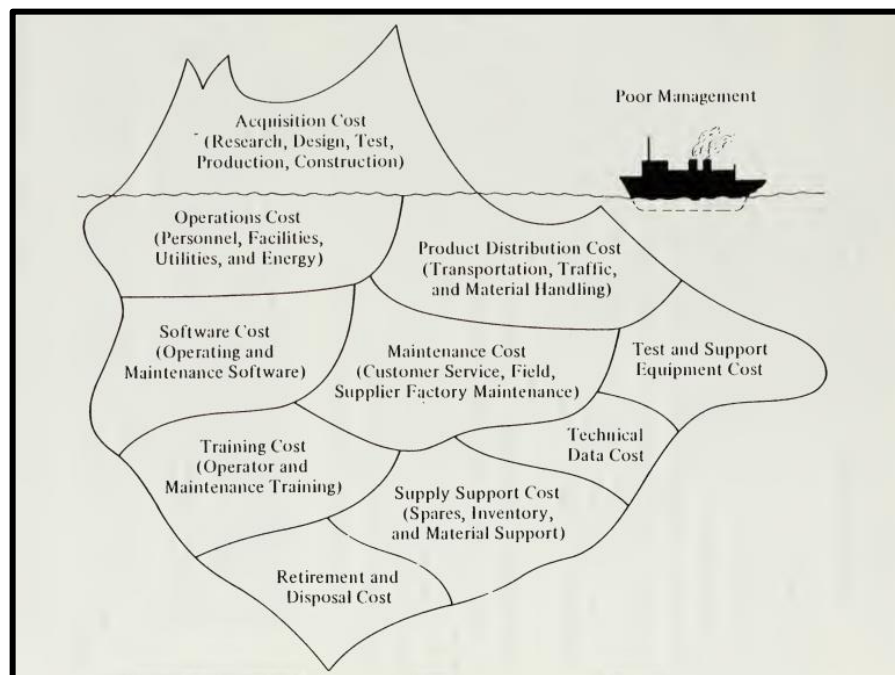 Poor Management
Acquisition Cost
(Research, Design, Test,
Production, Construction)
Operations Cost
(Personnel, Facilities,
Utilities, and Energy)
Product Distribution Cost
(Transportation, Traffic,
and Material Handling)
Software Cost
(Operating and
Maintenance Software)
Maintenance Cost
(Customer Service, Field,
Supplier Factory Maintenance)
Test and Support
Equipment Cost
Training Cost
(Operator and
Maintenance Training)
Technical
Data Cost
Supply Support Cost
(Spares, Inventory,
and Material Support)
Retirement and
Disposal Cost